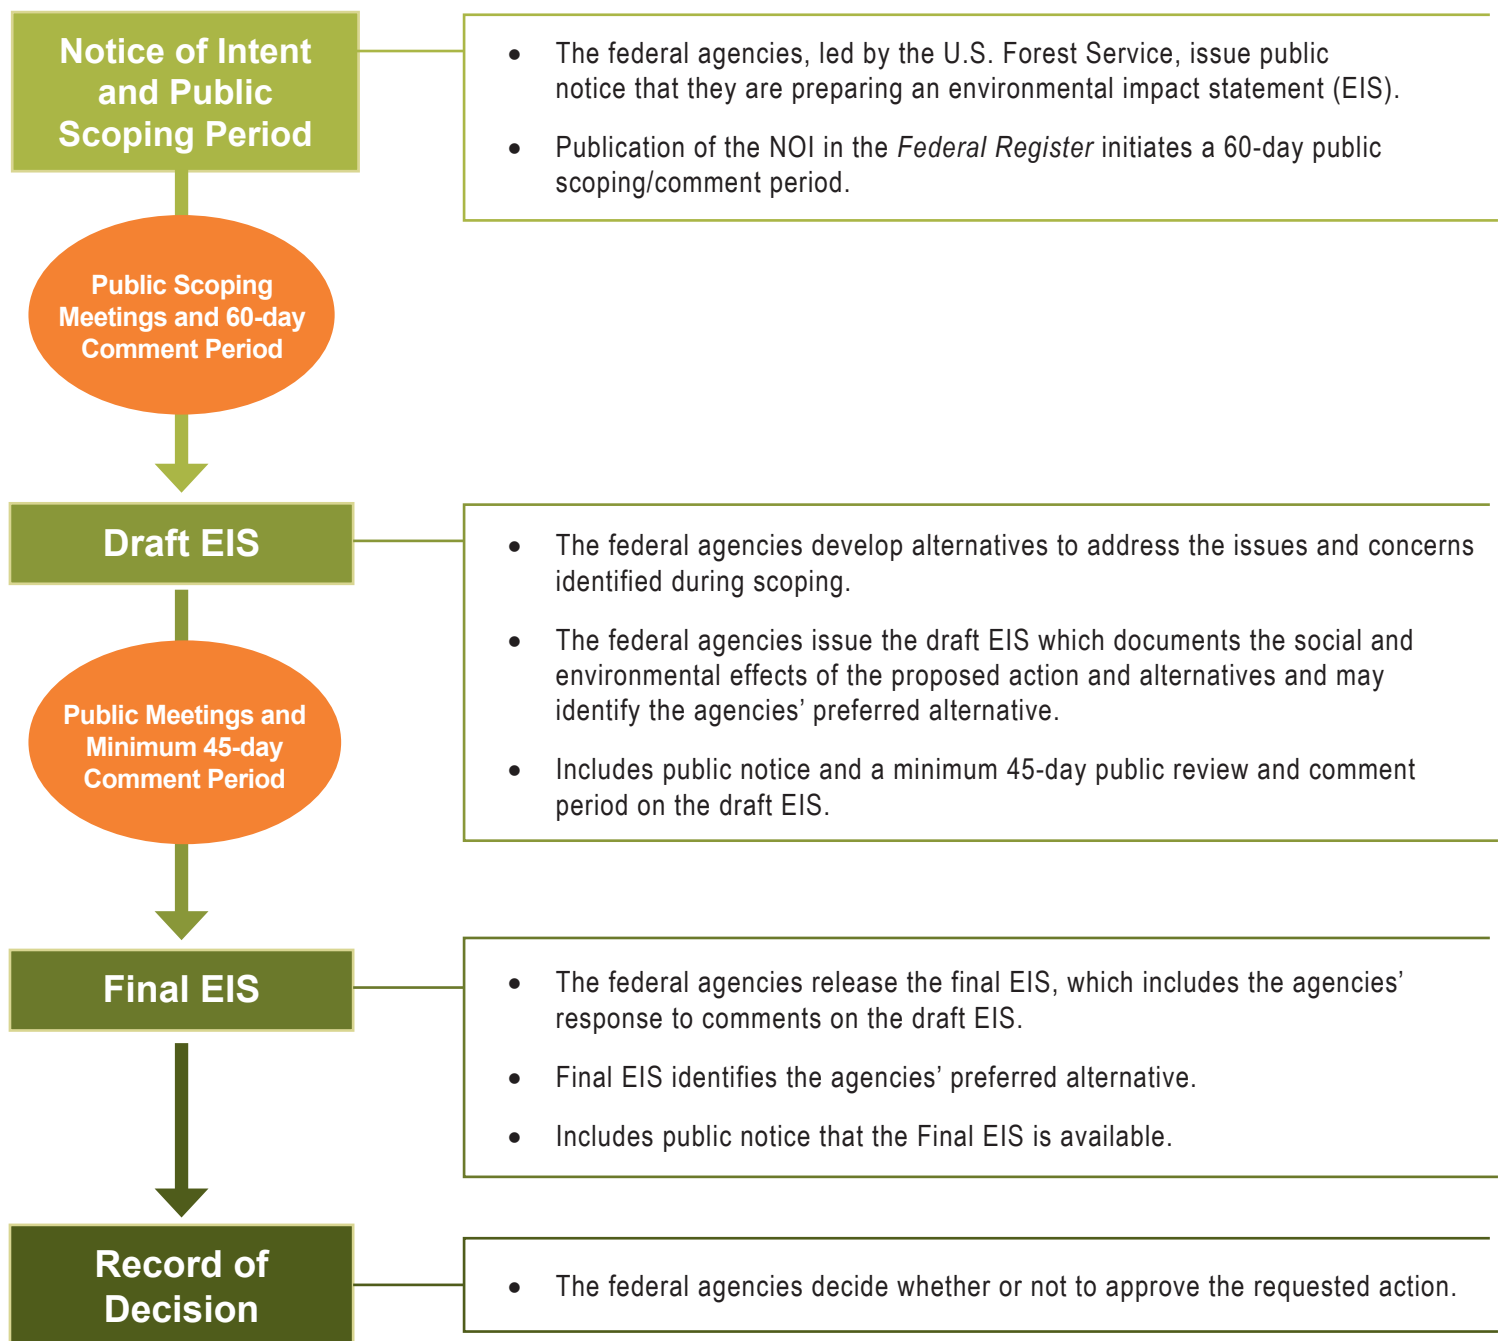 Notice of Intent
and Public
Scoping Period
• The federal agencies, led by the U.S. Forest Service, issue public
notice that they are preparing an environmental impact statement (EIS).
• Publication of the NOI in the Federal Register initiates a 60-day public
scoping/comment period.
Public Scoping
Meetings and 60-day
Comment Period
Draft EIS
• The federal agencies develop alternatives to address the issues and concerns
identified during scoping.
• The federal agencies issue the draft EIS which documents the social and
environmental effects of the proposed action and alternatives and may
identify the agencies’ preferred alternative.
• Includes public notice and a minimum 45-day public review and comment
period on the draft EIS.
Public Meetings and
Minimum 45-day
Comment Period
Final EIS
• The federal agencies release the final EIS, which includes the agencies’
response to comments on the draft EIS.
• Final EIS identifies the agencies’ preferred alternative.
• Includes public notice that the Final EIS is available.
Record of
Decision
• The federal agencies decide whether or not to approve the requested action.